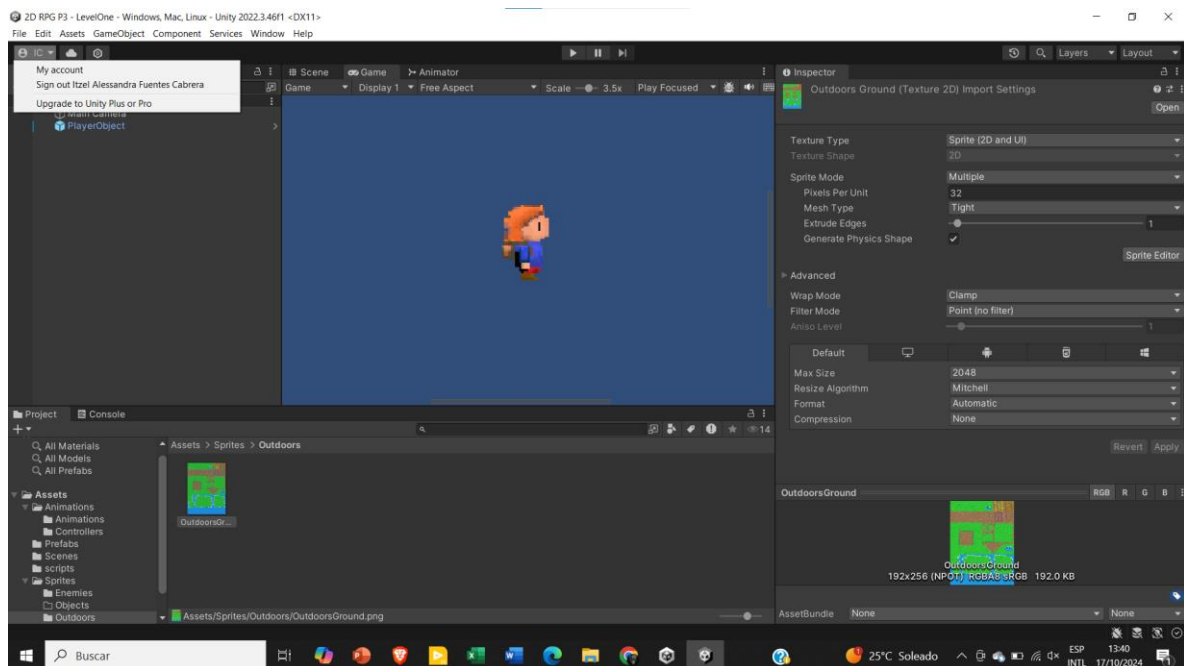 2D RPG P3 - LevelOne - Windows, Mac, Linux - Unity 2022.3.46f1 <DX11>
File Edit Assets GameObject Component Services Window Help
IC
Layers Layout
My account
Sign out Itzel Alessandra Fuentes Cabrera
Upgrade to Unity Plus or Pro
Main Camera
PlayerObject
Scene Game Animator
Game Display 1 Free Aspect Scale 3.5x Play Focused
Inspector
Outdoors Ground (Texture 2D) Import Settings
Open
Texture Type Sprite (2D and UI)
Texture Shape 2D
Sprite Mode Multiple
Pixels Per Unit 32
Mesh Type Tight
Extrude Edges 1
Generate Physics Shape
Sprite Editor
Advanced
Wrap Mode Clamp
Filter Mode Point (no filter)
Aniso Level 1
Default
Max Size 2048
Resize Algorithm Mitchell
Format Automatic
Compression None
Revert Apply
Project Console
14
All Materials
All Models
All Prefabs
Assets
Animations
Animations
Controllers
Prefabs
Scenes
scripts
Sprites
Enemies
Objects
Outdoors
Assets > Sprites > Outdoors
OutdoorsGr...
Assets/Sprites/Outdoors/OutdoorsGround.png
OutdoorsGround RGB R G B
OutdoorsGround
192x256 (NPOT) RGBA8 sRGB 192.0 KB
AssetBundle None None
Buscar
25°C Soleado
ESP
INTL
13:40
17/10/2024